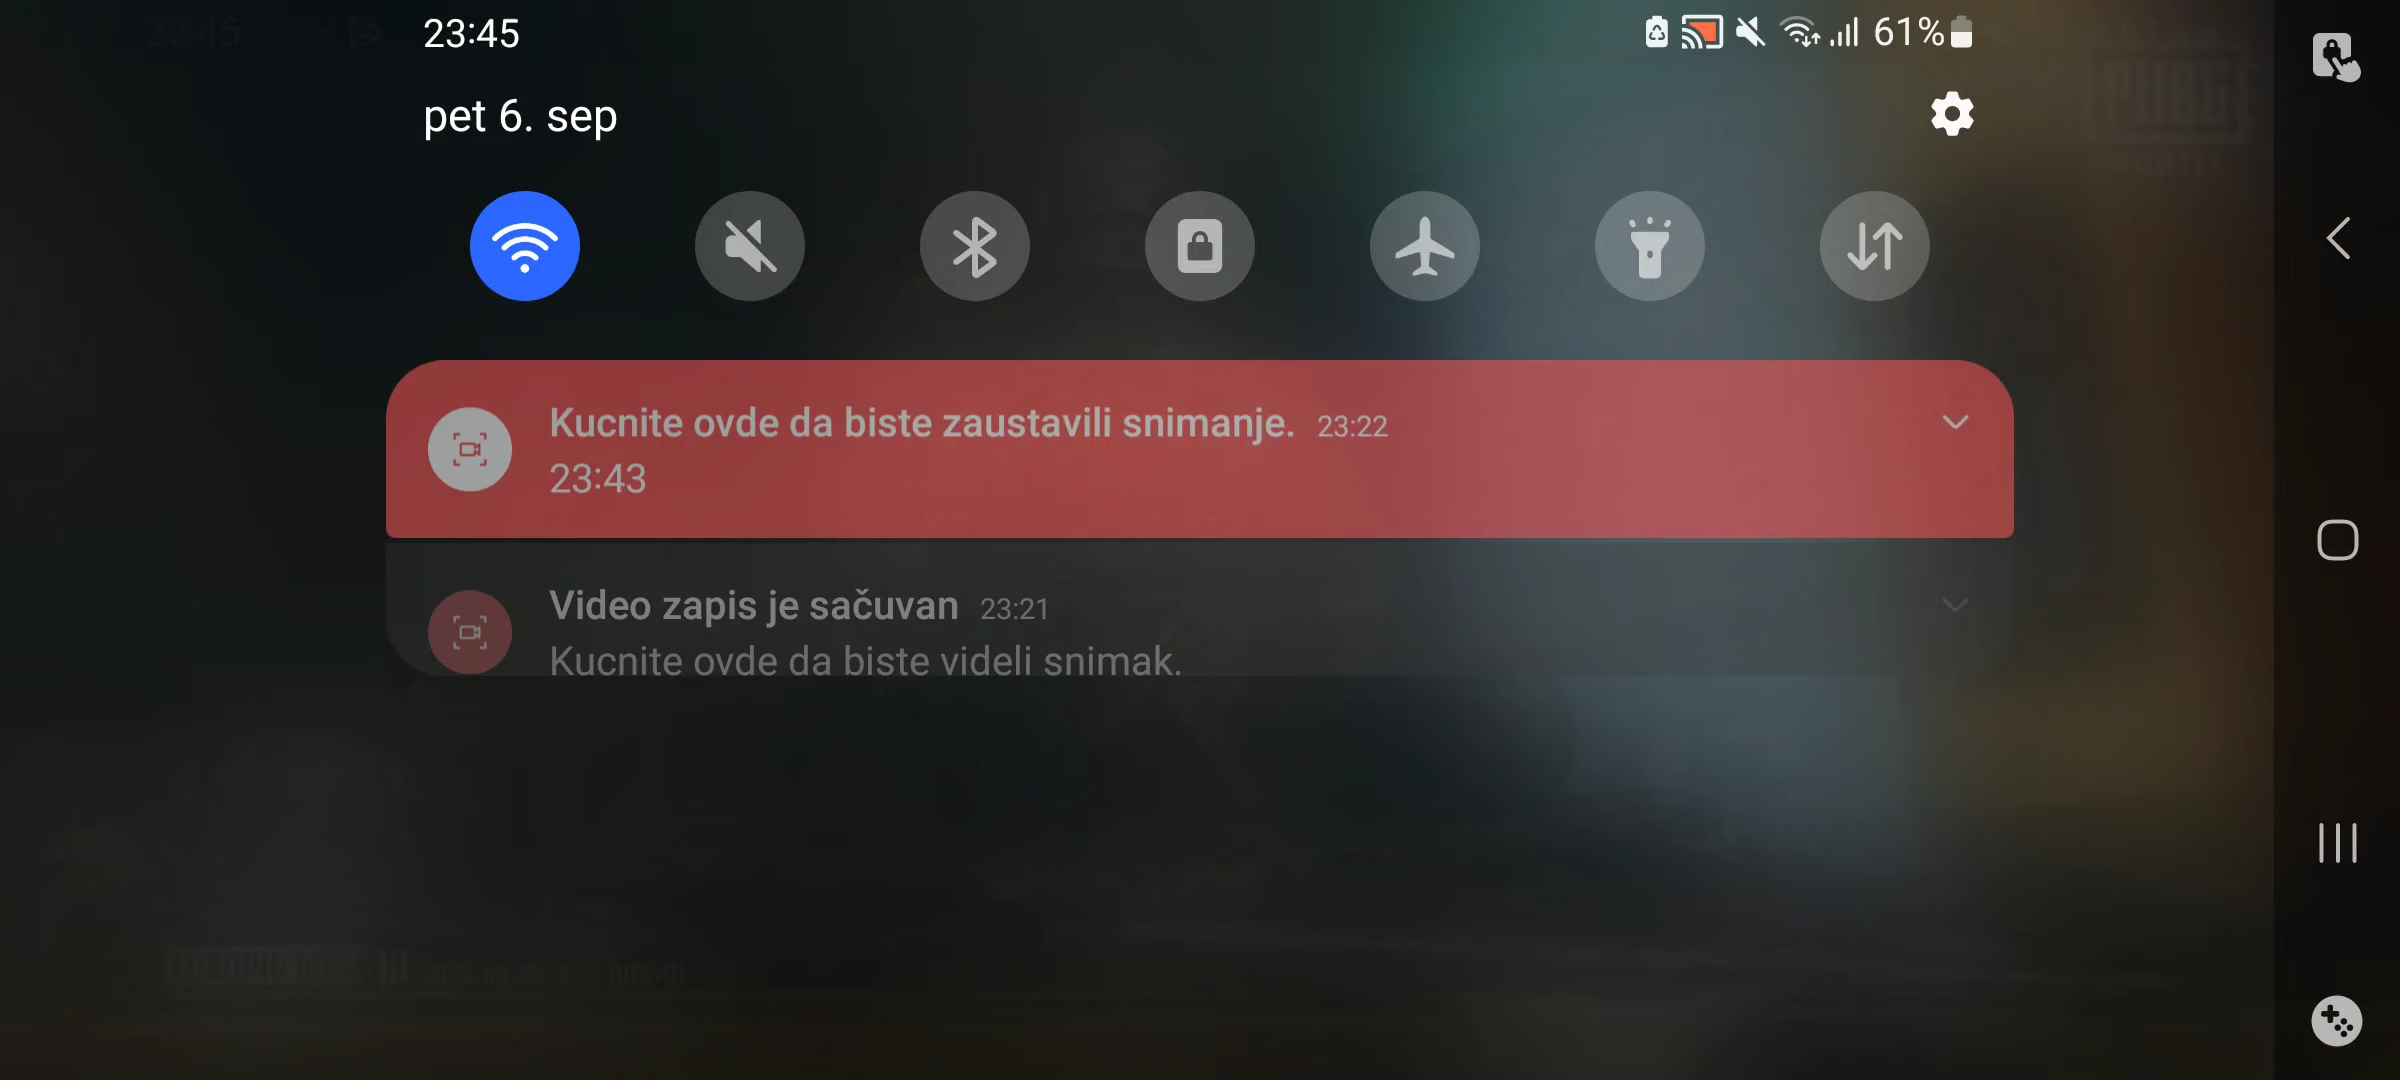 23:45
61%
pet 6. sep
Kucnite ovde da biste zaustavili snimanje. 23:22
23:43
Video zapis je sačuvan 23:21
Kucnite ovde da biste videli snimak.
PUBG